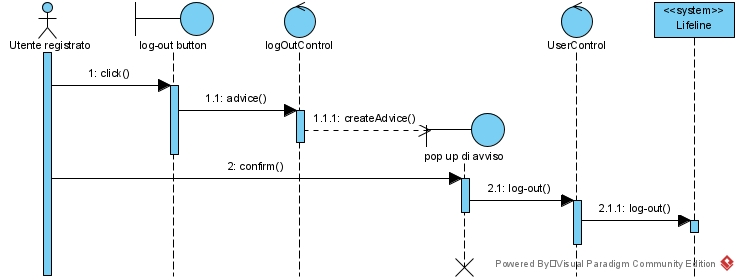 <<system>>
Utente registrato
log-out button
logOutControl
UserControl
Lifeline
1: click()
1.1: advice()
1.1.1: createAdvice()
pop up di avviso
2: confirm()
2.1: log-out()
2.1.1: log-out()
Powered By□Visual Paradigm Community Edition